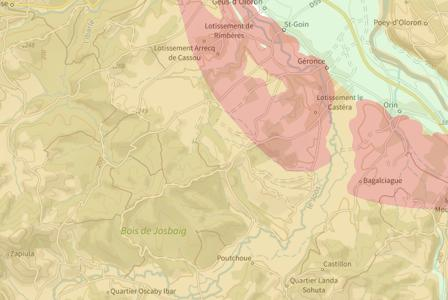 Geüs-d'Oloron
D9
St-Goin
Lotissement de
Rimbères
Poey-d'Oloron
Lotissement Arrecq
de Cassou
Géronce
Lotissement le
Castéra
Orin
Bagalciague
Bois de Josbaig
Zapiula
Poutchoue
Castillon
Quartier Oscaby Ibar
Quartier Landa
Sohuta